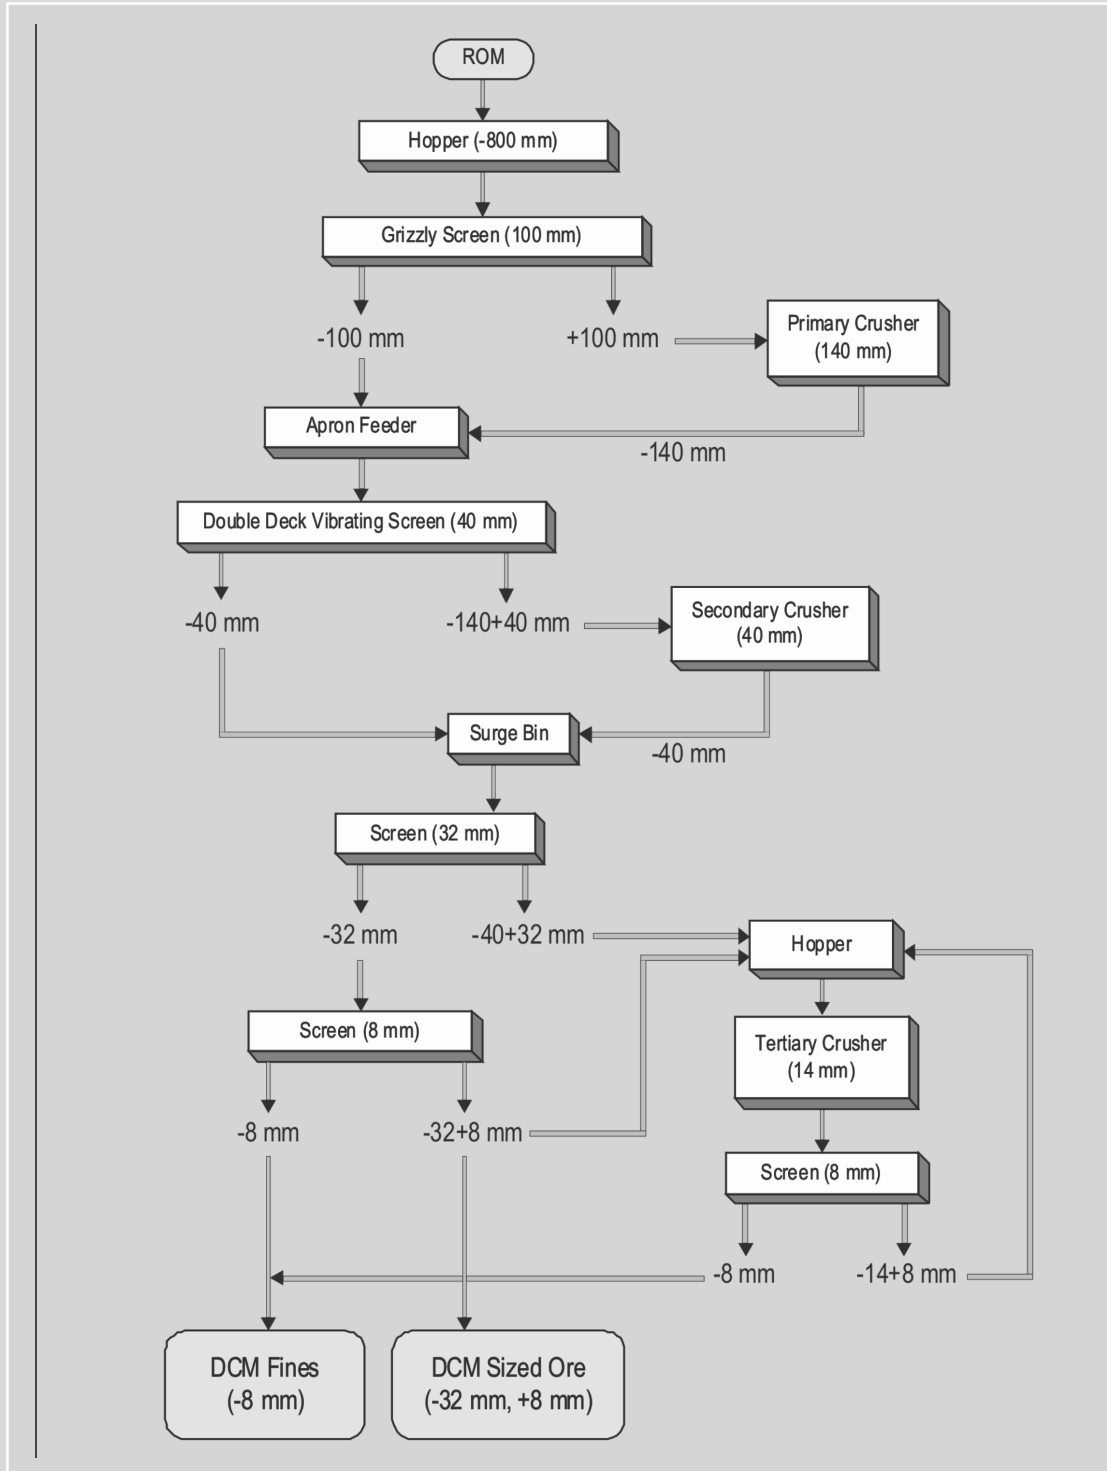 ROM
Hopper (-800 mm)
Grizzly Screen (100 mm)
-100 mm
+100 mm
Primary Crusher
(140 mm)
Apron Feeder
-140 mm
Double Deck Vibrating Screen (40 mm)
-40 mm
-140+40 mm
Secondary Crusher
(40 mm)
Surge Bin
-40 mm
Screen (32 mm)
-32 mm
-40+32 mm
Hopper
Screen (8 mm)
Tertiary Crusher
(14 mm)
-8 mm
-32+8 mm
Screen (8 mm)
-8 mm
-14+8 mm
DCM Fines
(-8 mm)
DCM Sized Ore
(-32 mm, +8 mm)